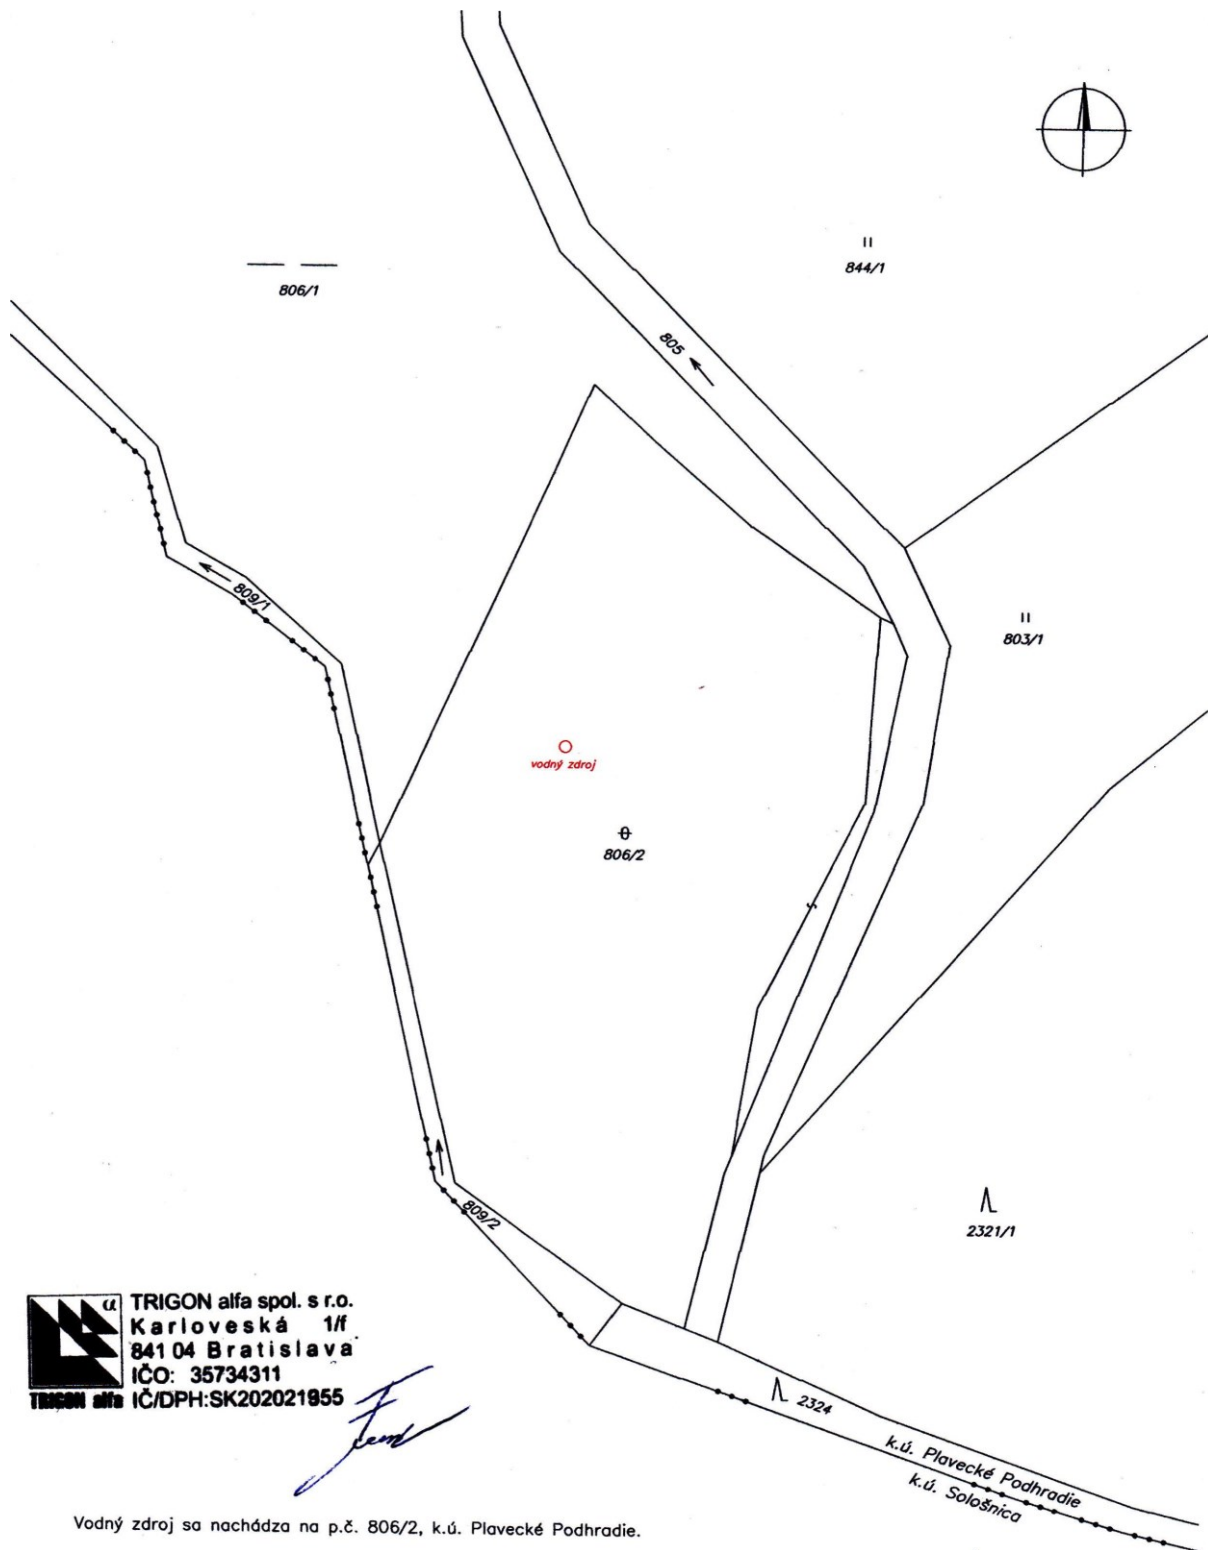 844/1
806/1
805
809/1
803/1
vodný zdroj
806/2
809/2
2321/1
α
TRIGON alfa spol. s r.o.
Karloveská 1/f
841 04 Bratislava
IČO: 35734311
TRIGON alfa IČ/DPH:SK202021955
2324
k.ú. Plavecké Podhradie
k.ú. Sološnica
Vodný zdroj sa nachádza na p.č. 806/2, k.ú. Plavecké Podhradie.